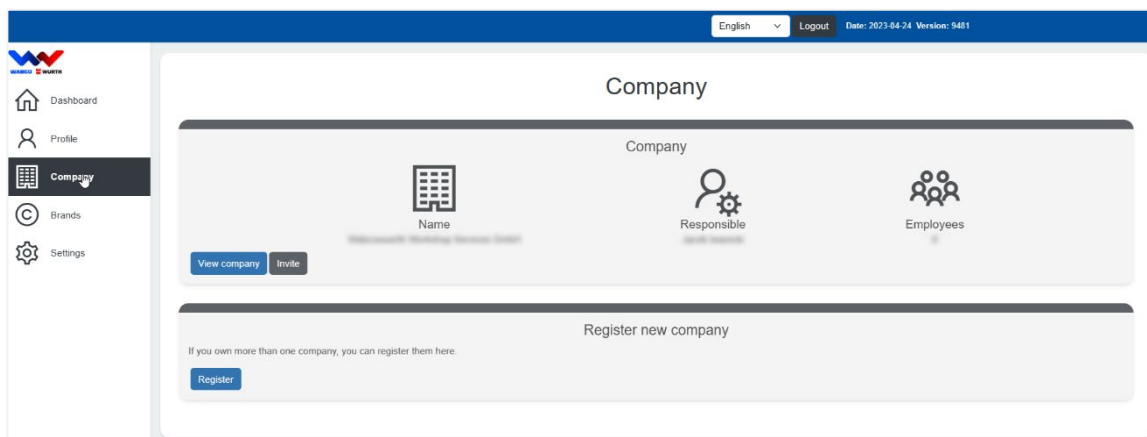 English
Logout
Date: 2023-04-24 Version: 9481
WABCO WÜRTH
Dashboard
Profile
Company
Brands
Settings
Company
Company
Name
Responsible
Employees
View company
Invite
Register new company
If you own more than one company, you can register them here.
Register